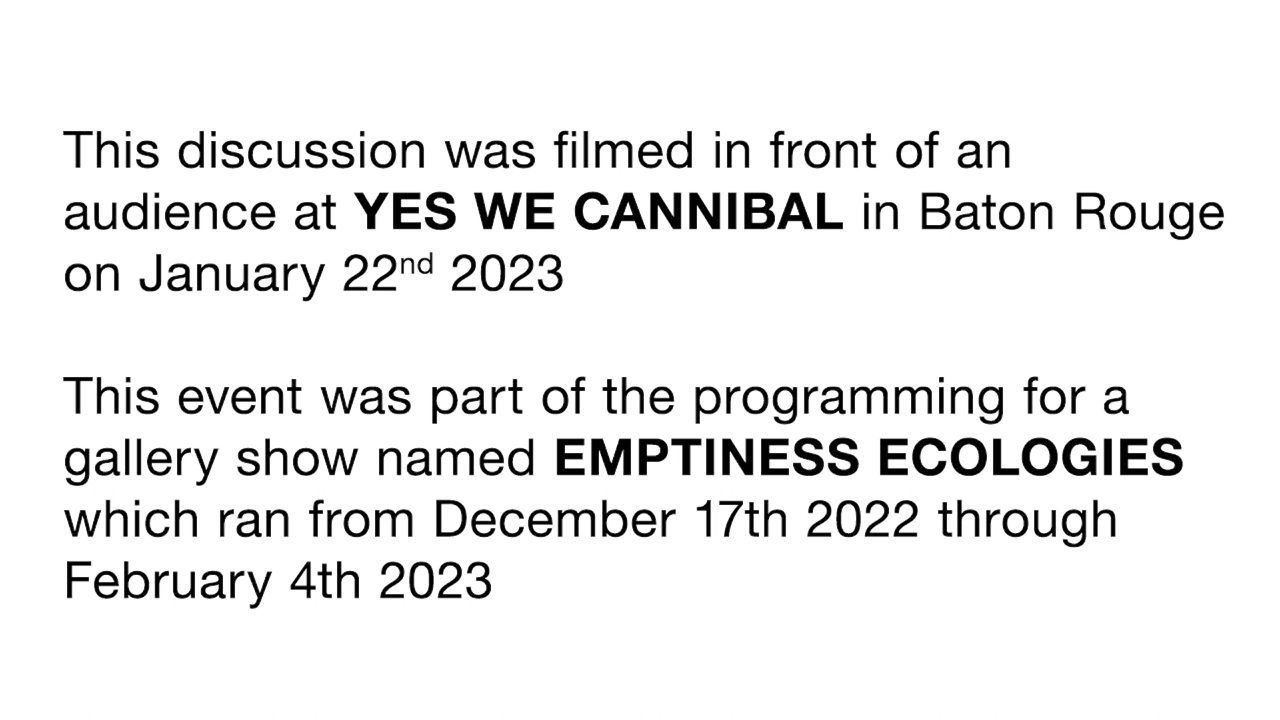 This discussion was filmed in front of an
audience at YES WE CANNIBAL in Baton Rouge
on January 22nd 2023
This event was part of the programming for a
gallery show named EMPTINESS ECOLOGIES
which ran from December 17th 2022 through
February 4th 2023